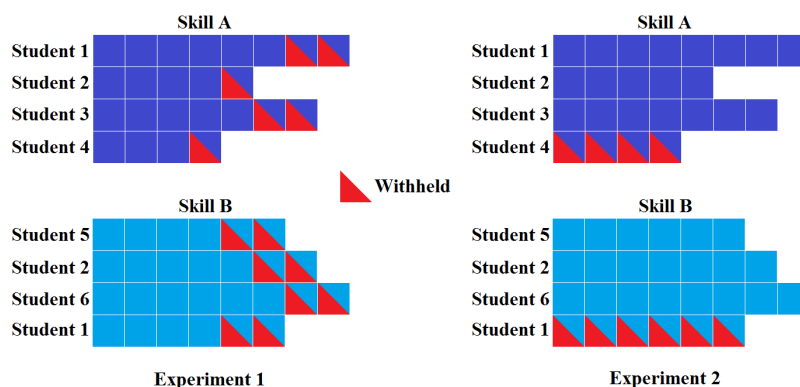 Skill A
Student 1
Student 2
Student 3
Student 4
Skill A
Student 1
Student 2
Student 3
Student 4
Withheld
Skill B
Student 5
Student 2
Student 6
Student 1
Experiment 1
Skill B
Student 5
Student 2
Student 6
Student 1
Experiment 2